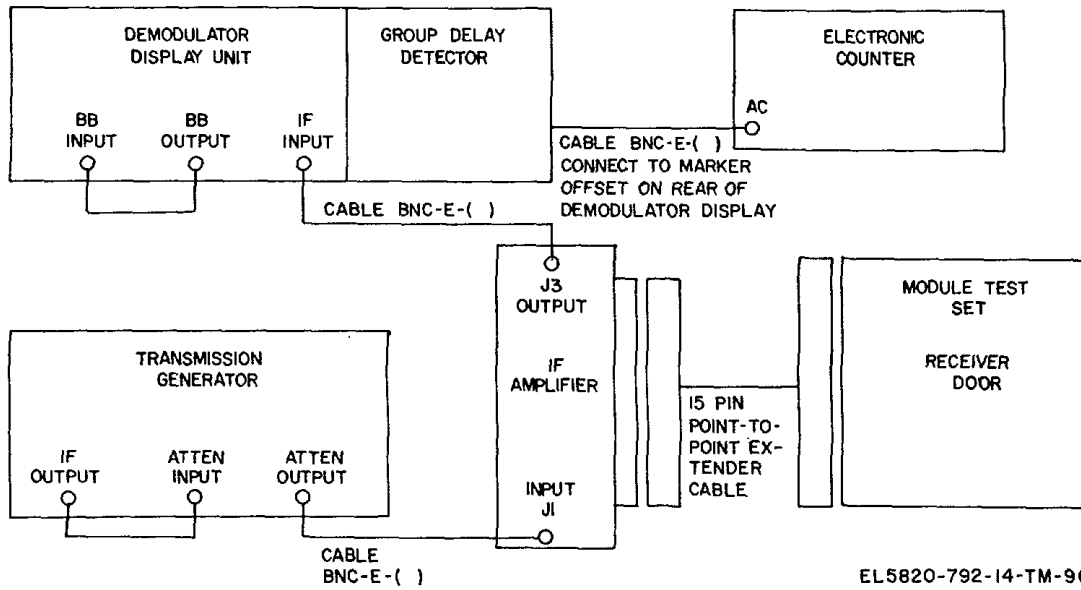 DEMODULATOR
DISPLAY UNIT
GROUP DELAY
DETECTOR
ELECTRONIC
COUNTER
BB
INPUT
BB
OUTPUT
IF
INPUT
AC
CABLE BNC-E-( )
CONNECT TO MARKER
OFFSET ON REAR OF
DEMODULATOR DISPLAY
CABLE BNC-E-( )
J3
OUTPUT
IF
AMPLIFIER
INPUT
J1
MODULE TEST
SET
RECEIVER
DOOR
15 PIN
POINT-TO-
POINT EX-
TENDER
CABLE
TRANSMISSION
GENERATOR
IF
OUTPUT
ATTEN
INPUT
ATTEN
OUTPUT
CABLE
BNC-E-( )
EL5820-792-14-TM-9